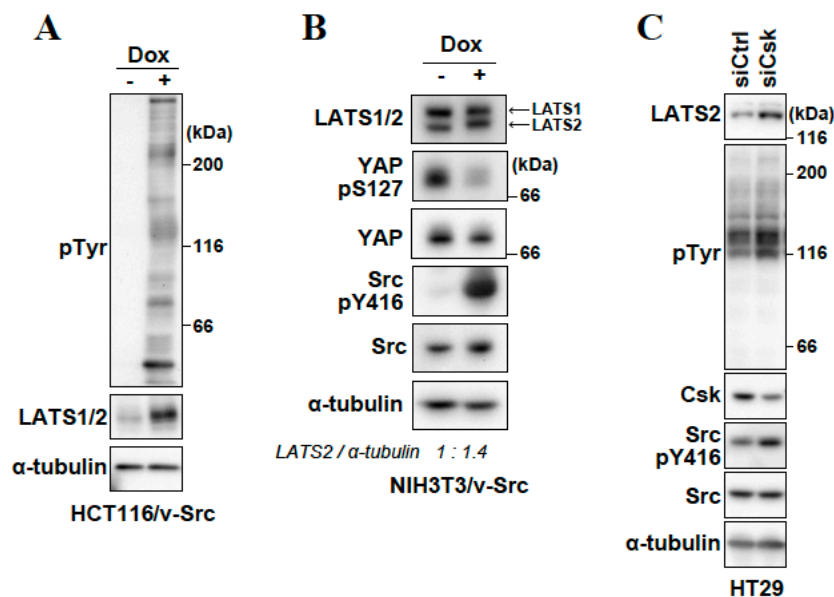 A
Dox
- +
(kDa)
200
pTyr
116
66
LATS1/2
α-tubulin
HCT116/v-Src
B
Dox
- +
LATS1/2
←LATS1
←LATS2
YAP
pS127
(kDa)
66
YAP
66
Src
pY416
Src
α-tubulin
LATS2 / α-tubulin 1 : 1.4
NIH3T3/v-Src
C
siCtrl
siCsk
LATS2
(kDa)
116
200
pTyr
116
66
Csk
Src
pY416
Src
α-tubulin
HT29